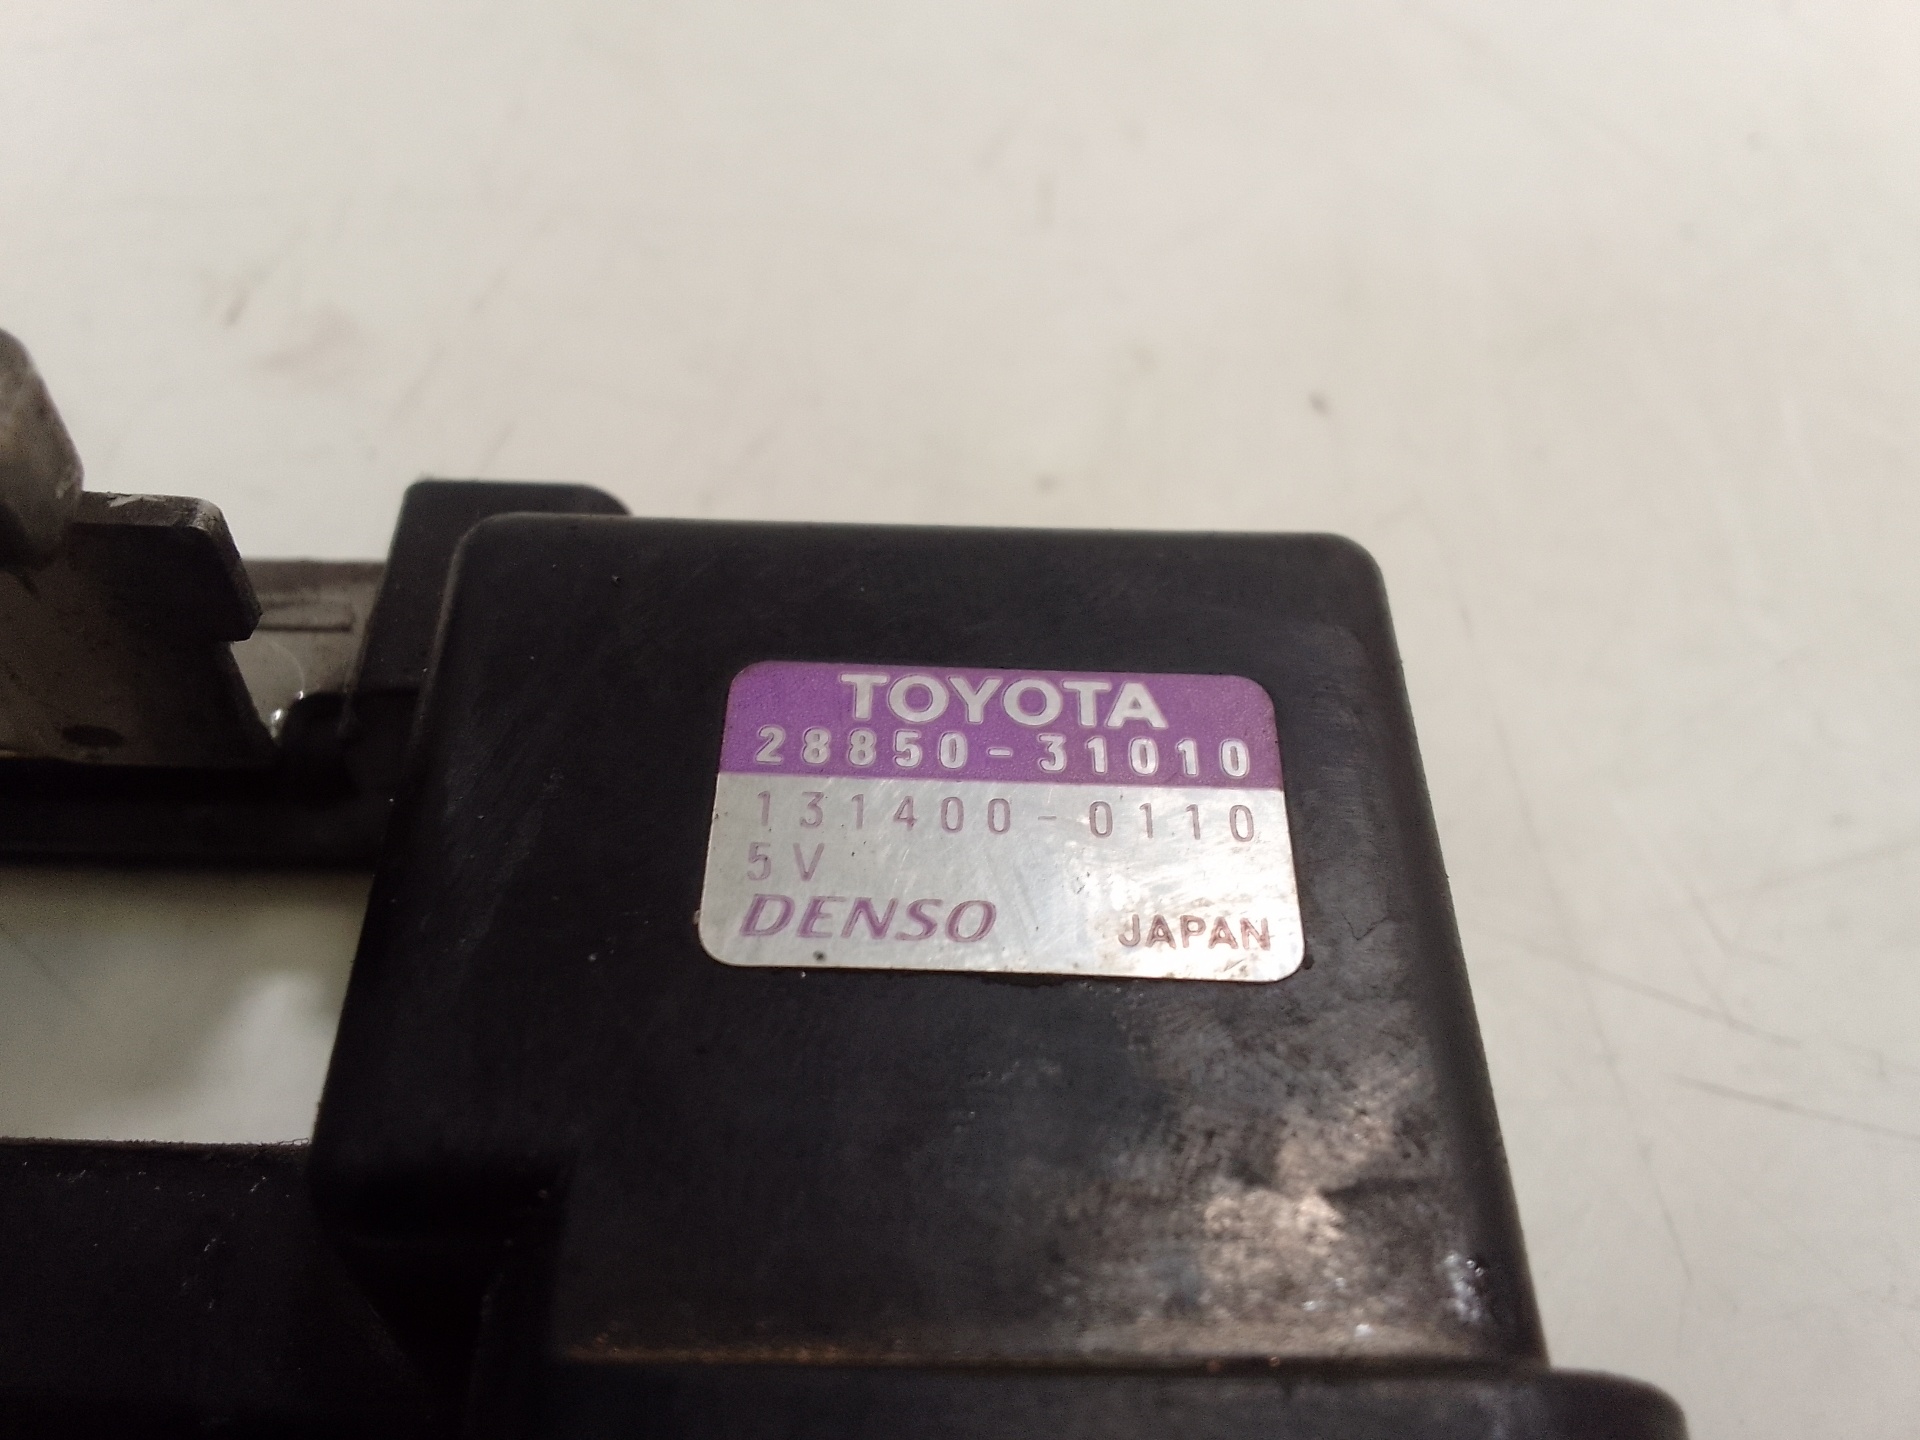 TOYOTA
28850-31010
131400-0110
5V
DENSO JAPAN